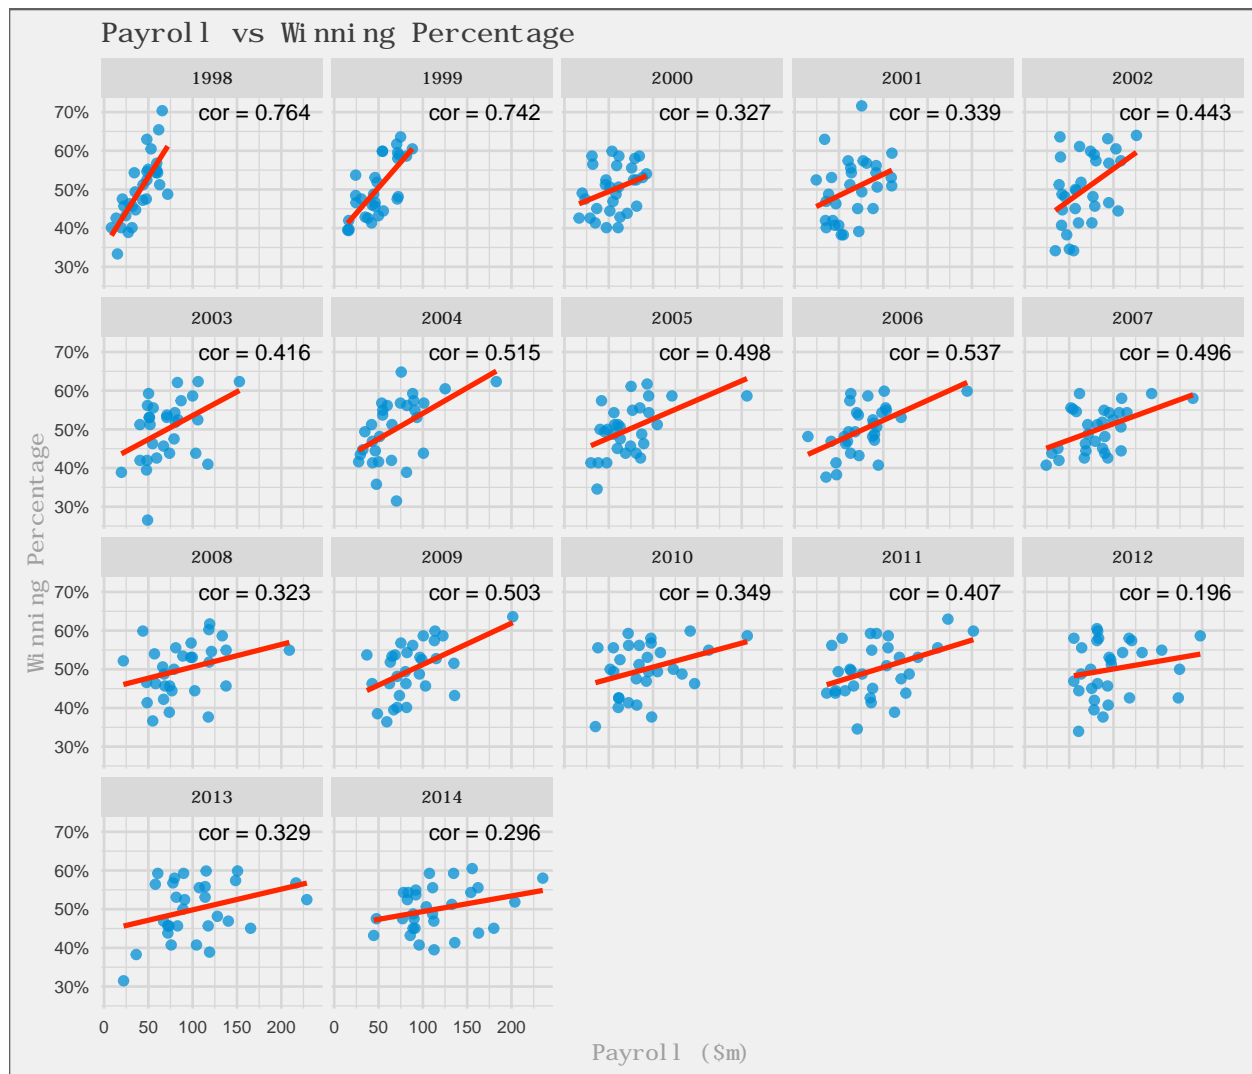 Payroll vs Winning Percentage
1998 1999 2000 2001 2002
cor = 0.764 cor = 0.742 cor = 0.327 cor = 0.339 cor = 0.443
70%
60%
50%
40%
30%
2003 2004 2005 2006 2007
cor = 0.416 cor = 0.515 cor = 0.498 cor = 0.537 cor = 0.496
70%
60%
50%
40%
30%
Winning Percentage
2008 2009 2010 2011 2012
cor = 0.323 cor = 0.503 cor = 0.349 cor = 0.407 cor = 0.196
70%
60%
50%
40%
30%
2013 2014
cor = 0.329 cor = 0.296
70%
60%
50%
40%
30%
0 50 100 150 200 0 50 100 150 200
Payroll ($m)